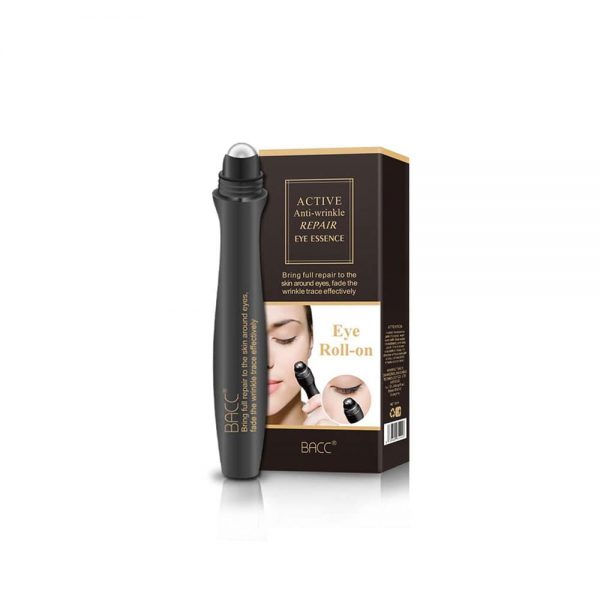 ACTIVE
Anti-wrinkle
REPAIR
EYE ESSENCE
Bring full repair to the
skin around eyes, fade the
wrinkle trace effectively
Eye
Roll-on
BACC®
BACC®
Bring full repair to the skin around eyes,
fade the wrinkle trace effectively
ATTENTION